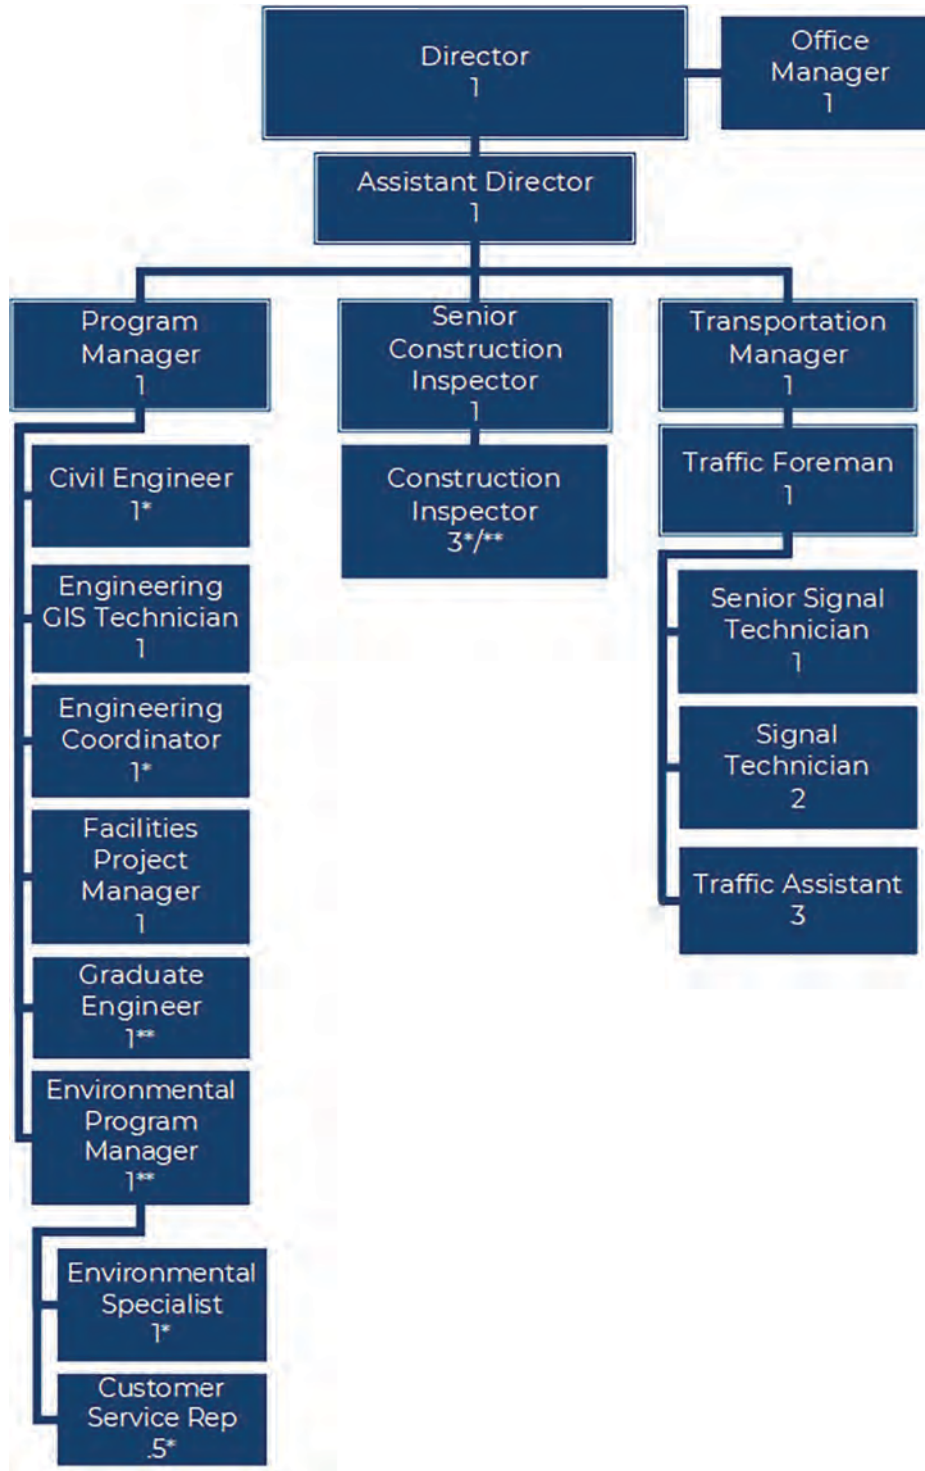 Director
1
Office
Manager
1
Assistant Director
1
Program
Manager
1
Civil Engineer
1*
Engineering
GIS Technician
1
Engineering
Coordinator
1*
Facilities
Project
Manager
1
Graduate
Engineer
1**
Environmental
Program
Manager
1**
Environmental
Specialist
1*
Customer
Service Rep
.5*
Senior
Construction
Inspector
1
Construction
Inspector
3*/**
Transportation
Manager
1
Traffic Foreman
1
Senior Signal
Technician
1
Signal
Technician
2
Traffic Assistant
3